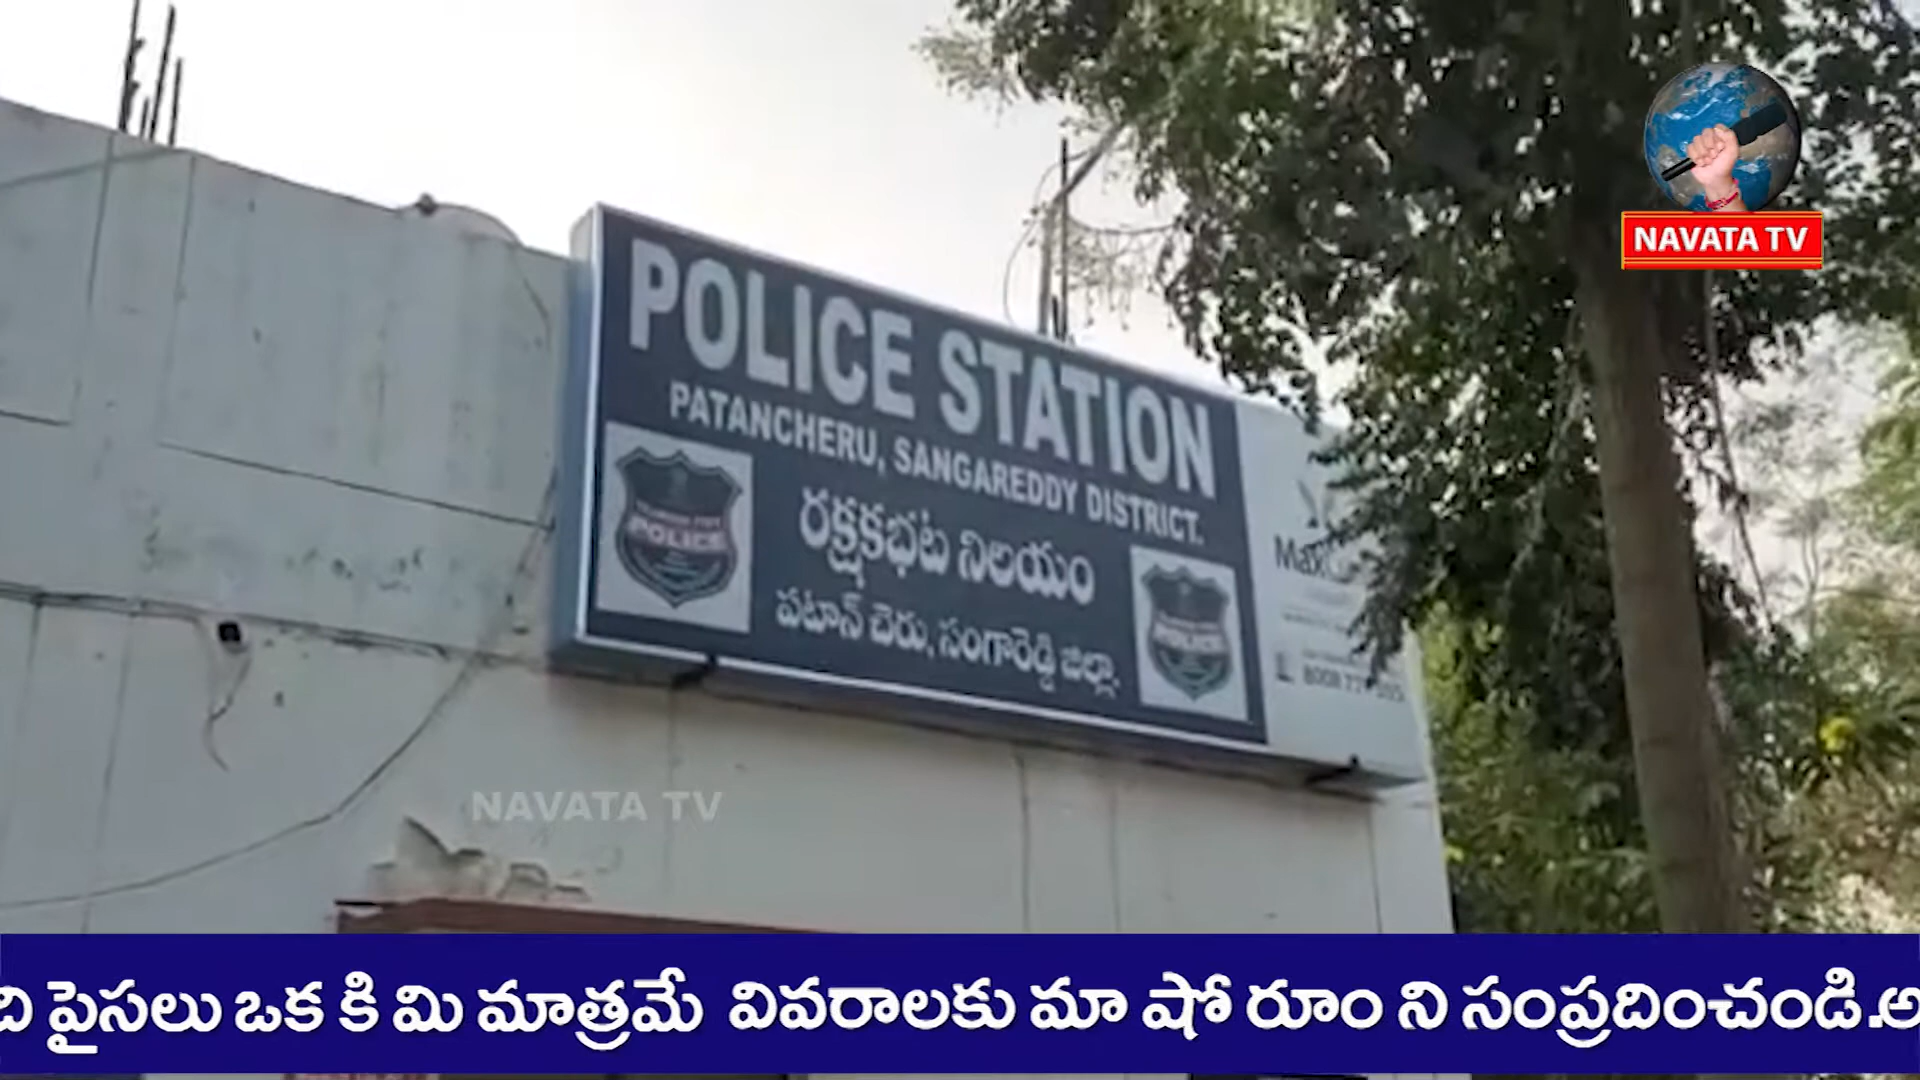 NAVATA TV
POLICE STATION
PATANCHERU, SANGAREDDY DISTRICT.
రక్షకభట నిలయం
పటాన్ చెరు, సంగారెడ్డి జిల్లా.
POLICE
POLICE
NAVATA TV
ది పైసలు ఒక కి మి మాత్రమే వివరాలకు మా షో రూం ని సంప్రదించండి.అ